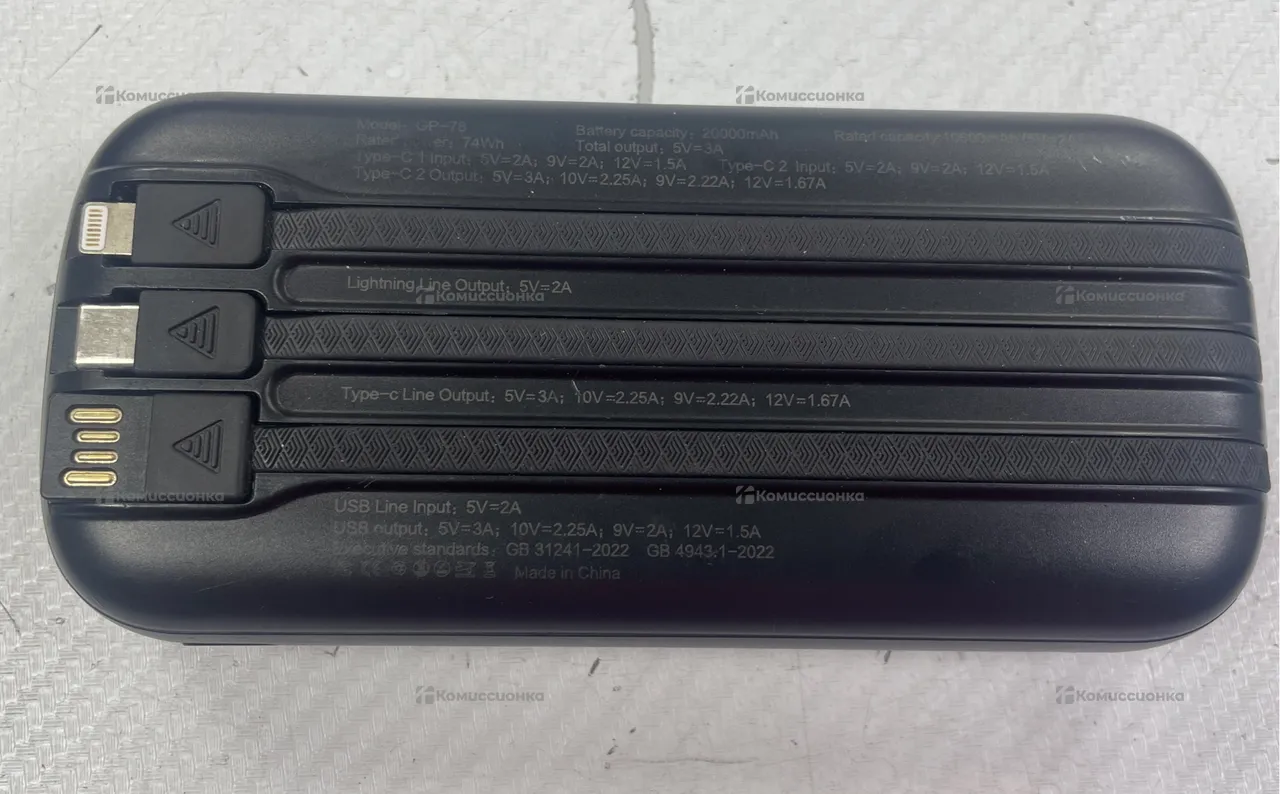 Model: GP-76 Battery capacity: 20000mAh Rated capacity
74Wh Total output: 5V=3A
Type-C 1 Input: 5V=2A; 9V=2A; 12V=1.5A Type-C 2 Input: 5V=2A; 9V=2A; 12V=1.5A
Type-C 2 Output: 5V=3A; 10V=2.25A; 9V=2.22A; 12V=1.67A
Lightning Line Output: 5V=2A
Type-c Line Output: 5V=3A; 10V=2.25A; 9V=2.22A; 12V=1.67A
USB Line Input: 5V=2A
USB output: 5V=3A; 10V=2.25A; 9V=2A; 12V=1.5A
Executive standards: GB 31241-2022 GB 4943.1-2022
Made in China
Комиссионка
Комиссионка
Комиссионка
Комиссионка
Комиссионка
Комиссионка
Комиссионка
Комиссионка